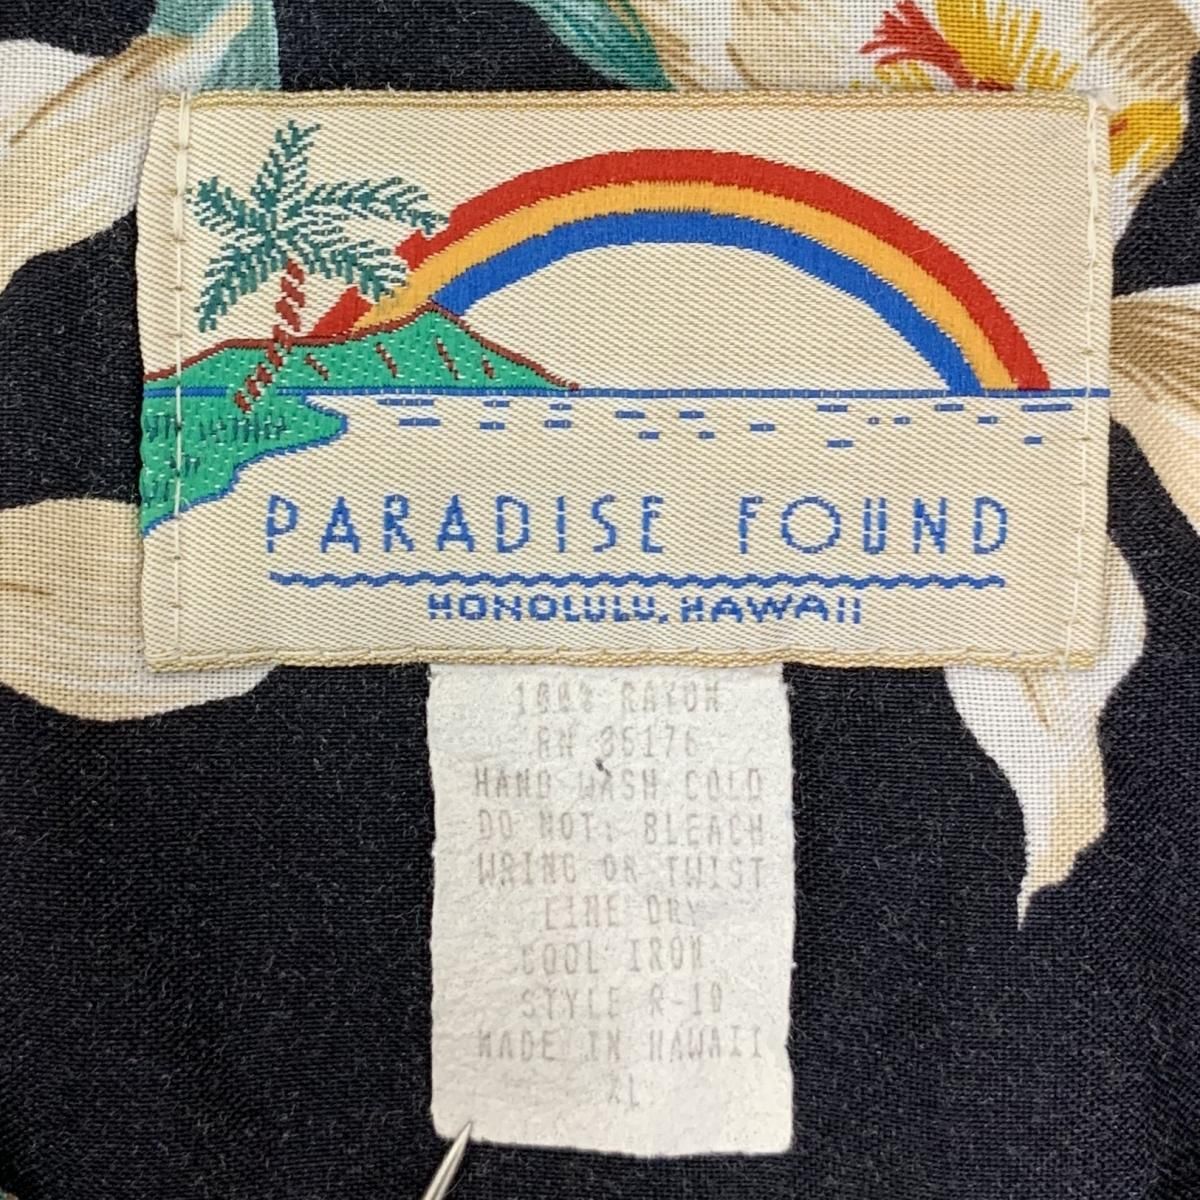 PARADISE FOUND
HONOLULU, HAWAII
100% RAYON
RN 85176
HAND WASH COLD
DO NOT: BLEACH
WRING OR TWIST
LINE DRY
COOL IRON
STYLE R-10
MADE IN HAWAII
XL